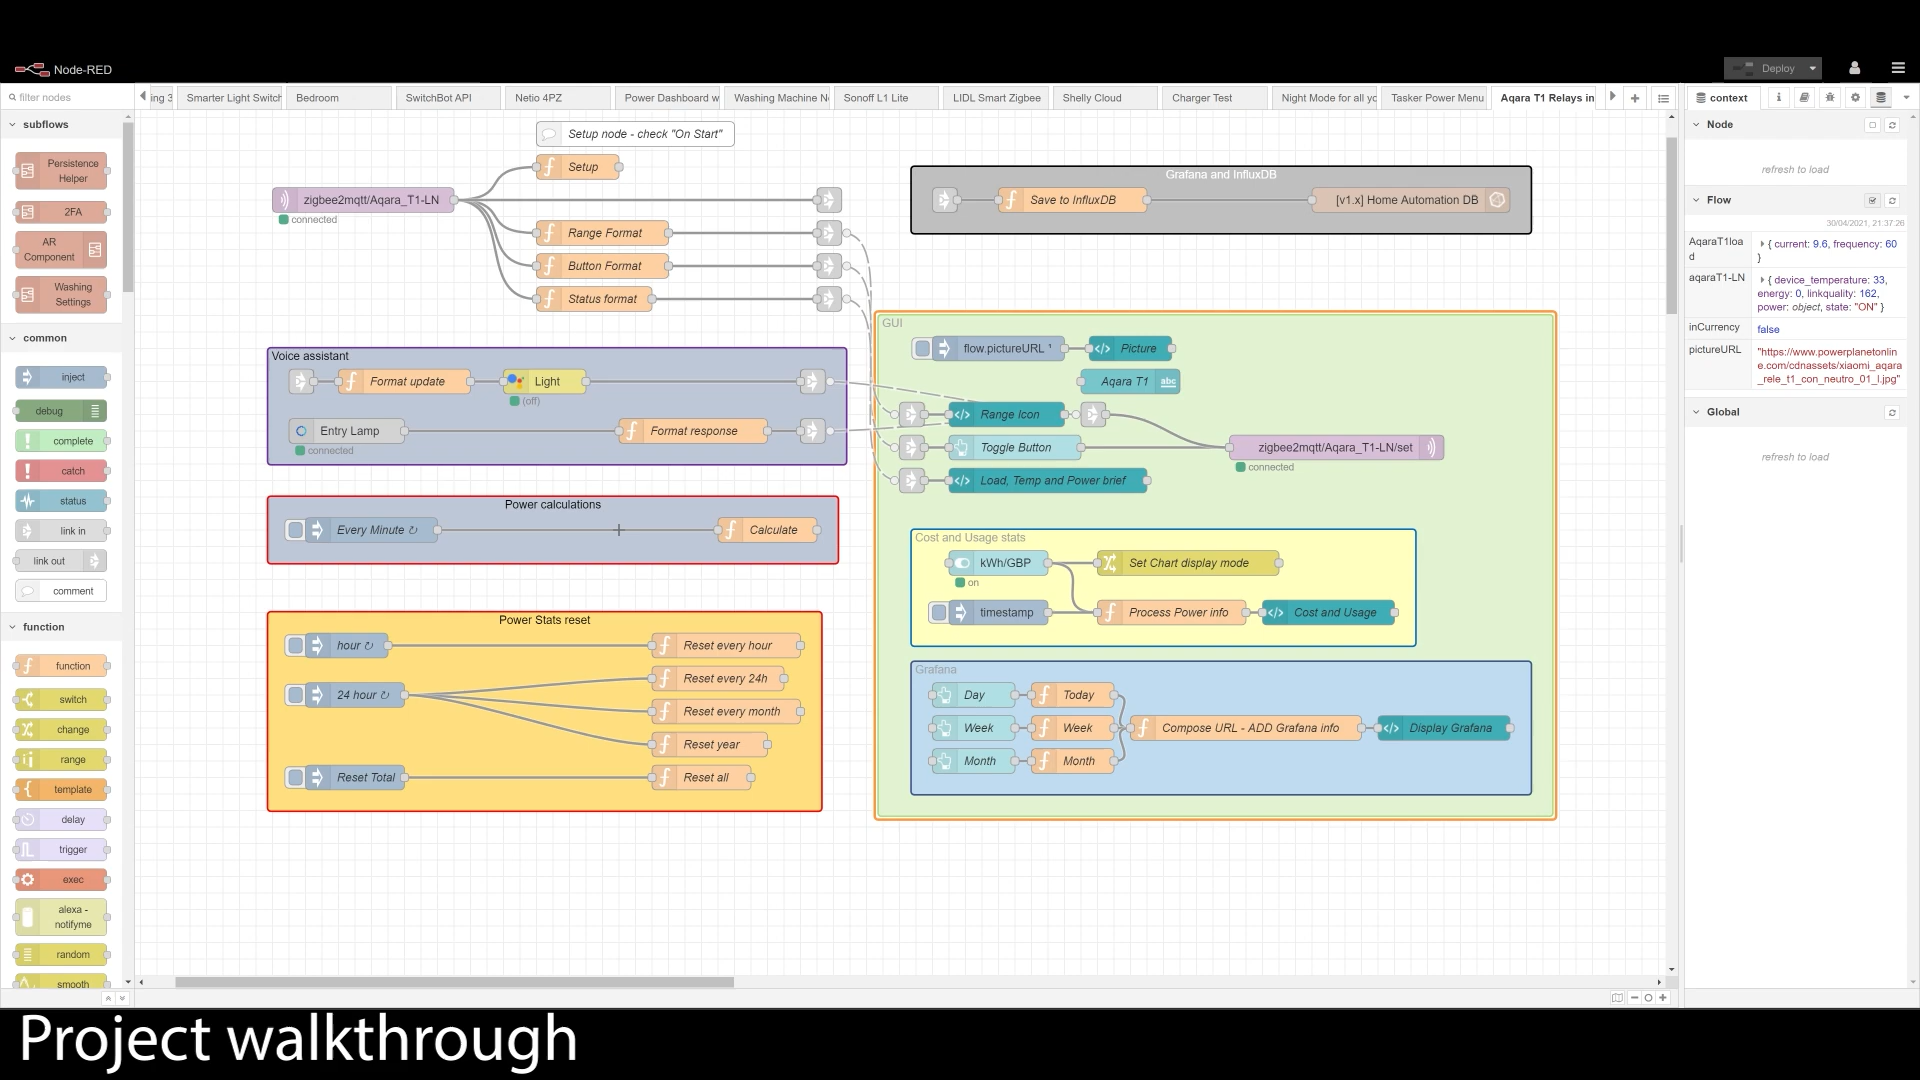 Node-RED
Deploy
filter nodes
ing 3
Smarter Light Switch
Bedroom
SwitchBot API
Netio 4PZ
Power Dashboard w
Washing Machine N
Sonoff L1 Lite
LIDL Smart Zigbee
Shelly Cloud
Charger Test
Night Mode for all yo
Tasker Power Menu
Aqara T1 Relays in
context
subflows
Persistence
Helper
2FA
AR
Component
Washing
Settings
common
inject
debug
complete
catch
status
link in
link out
comment
function
function
switch
change
range
template
delay
trigger
exec
alexa -
notifyme
random
smooth
Setup node - check "On Start"
Setup
zigbee2mqtt/Aqara_T1-LN
connected
Range Format
Button Format
Status format
Grafana and InfluxDB
Save to InfluxDB
[v1.x] Home Automation DB
Voice assistant
Format update
Light
(off)
Entry Lamp
connected
Format response
Power calculations
Every Minute ↻
Calculate
Power Stats reset
hour ↻
Reset every hour
24 hour ↻
Reset every 24h
Reset every month
Reset year
Reset Total
Reset all
GUI
flow.pictureURL ¹
Picture
Aqara T1
abc
Range Icon
Toggle Button
zigbee2mqtt/Aqara_T1-LN/set
connected
Load, Temp and Power brief
Cost and Usage stats
kWh/GBP
on
Set Chart display mode
timestamp
Process Power info
Cost and Usage
Grafana
Day
Today
Week
Week
Compose URL - ADD Grafana info
Display Grafana
Month
Month
Node
refresh to load
Flow
30/04/2021, 21:37:26
AqaraT1loa
d
{ current: 9.6, frequency: 60
}
aqaraT1-LN
{ device_temperature: 33,
energy: 0, linkquality: 162,
power: object, state: "ON" }
inCurrency
false
pictureURL
"https://www.powerplanetonlin
e.com/cdnassets/xiaomi_aqara
_rele_t1_con_neutro_01_l.jpg"
Global
refresh to load
Project walkthrough